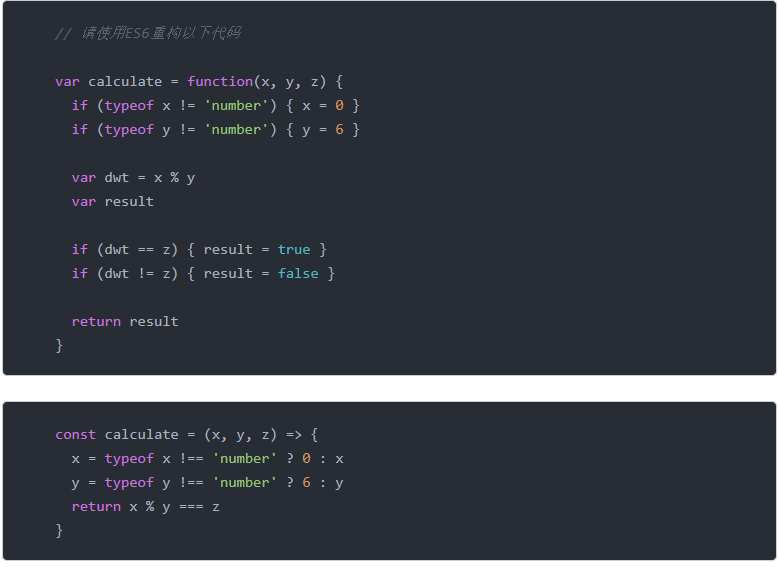 // 请使用ES6重构以下代码
var calculate = function(x, y, z) {
if (typeof x != 'number') { x = 0 }
if (typeof y != 'number') { y = 6 }
var dwt = x % y
var result
if (dwt == z) { result = true }
if (dwt != z) { result = false }
return result
}
const calculate = (x, y, z) => {
x = typeof x !== 'number' ? 0 : x
y = typeof y !== 'number' ? 6 : y
return x % y === z
}